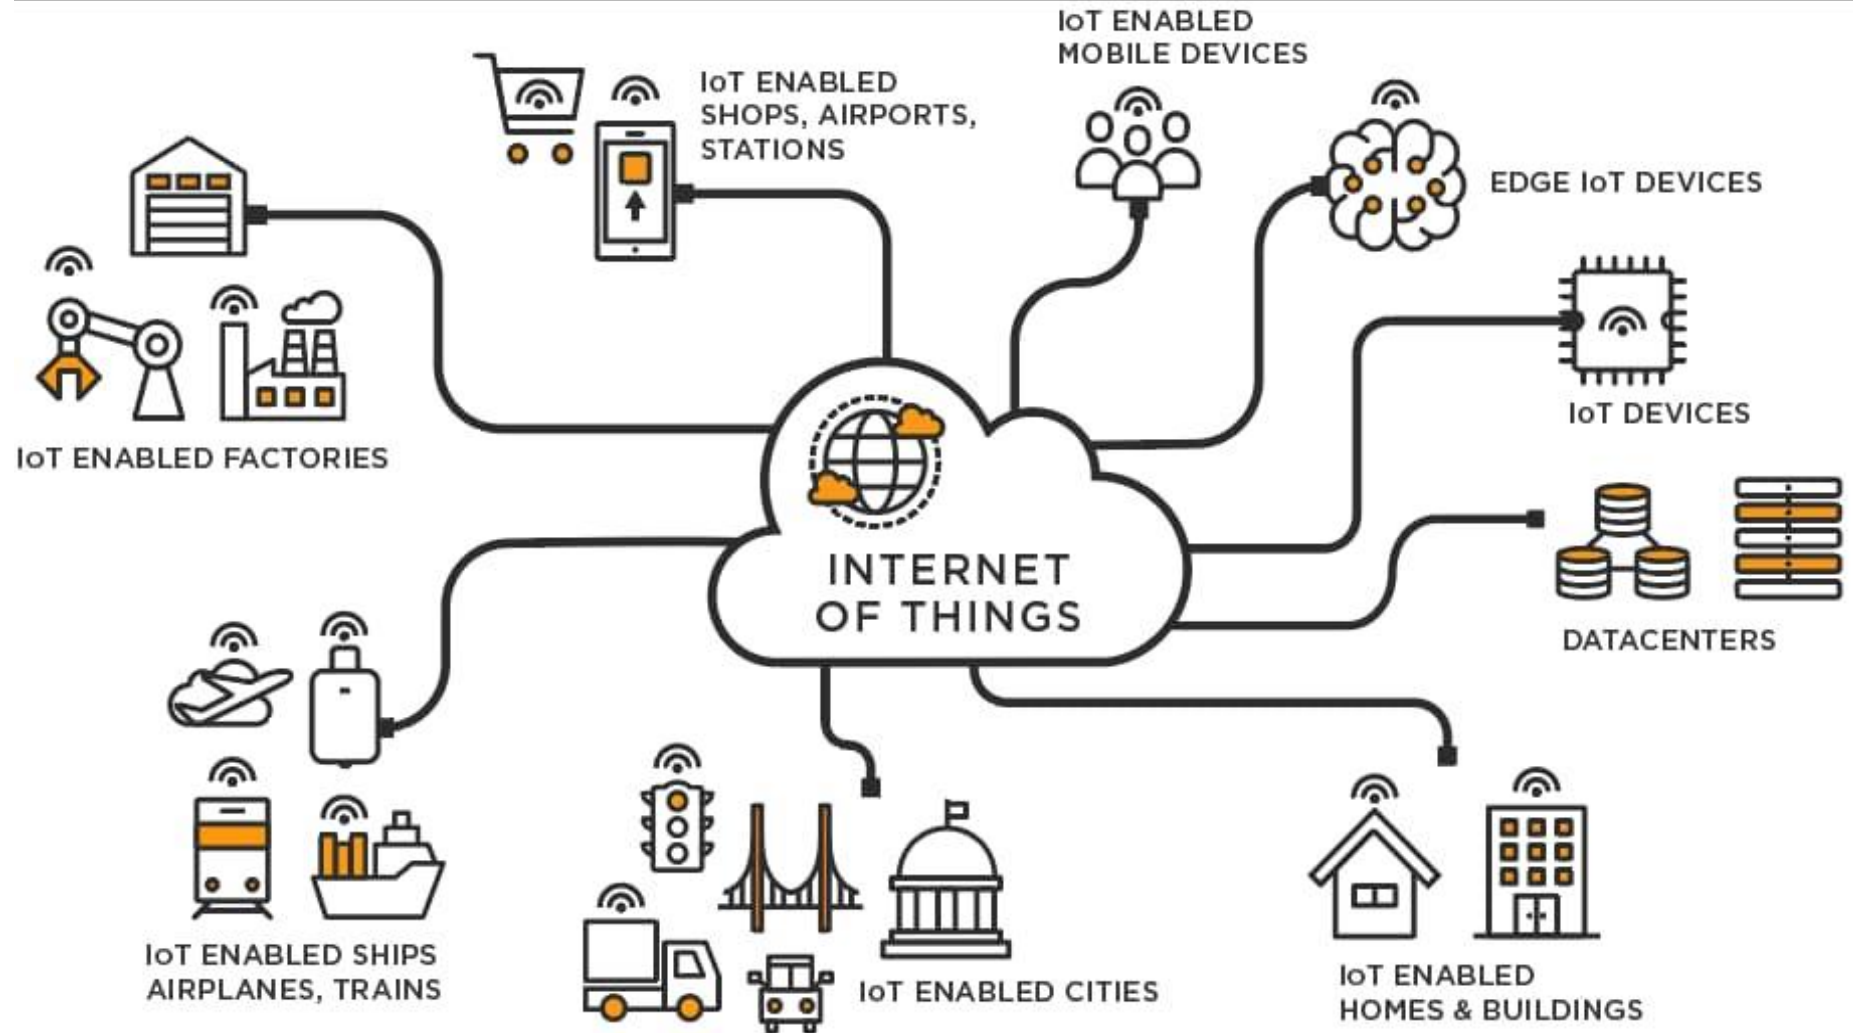 IoT ENABLED
MOBILE DEVICES
IoT ENABLED
SHOPS, AIRPORTS,
STATIONS
EDGE IoT DEVICES
IoT DEVICES
IoT ENABLED FACTORIES
INTERNET
OF THINGS
DATACENTERS
IoT ENABLED SHIPS
AIRPLANES, TRAINS
IoT ENABLED CITIES
IoT ENABLED
HOMES & BUILDINGS